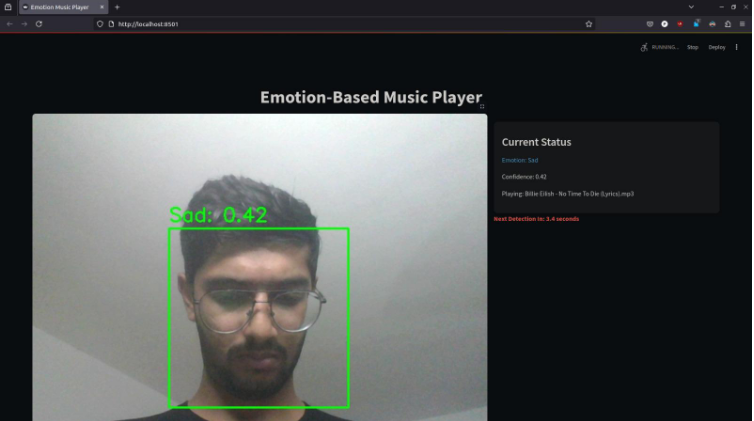 Emotion Music Player
http://localhost:8501
RUNNING...
Stop
Deploy
Emotion-Based Music Player
Sad: 0.42
Current Status
Emotion: Sad
Confidence: 0.42
Playing: Billie Eilish - No Time To Die (Lyrics).mp3
Next Detection In: 3.4 seconds